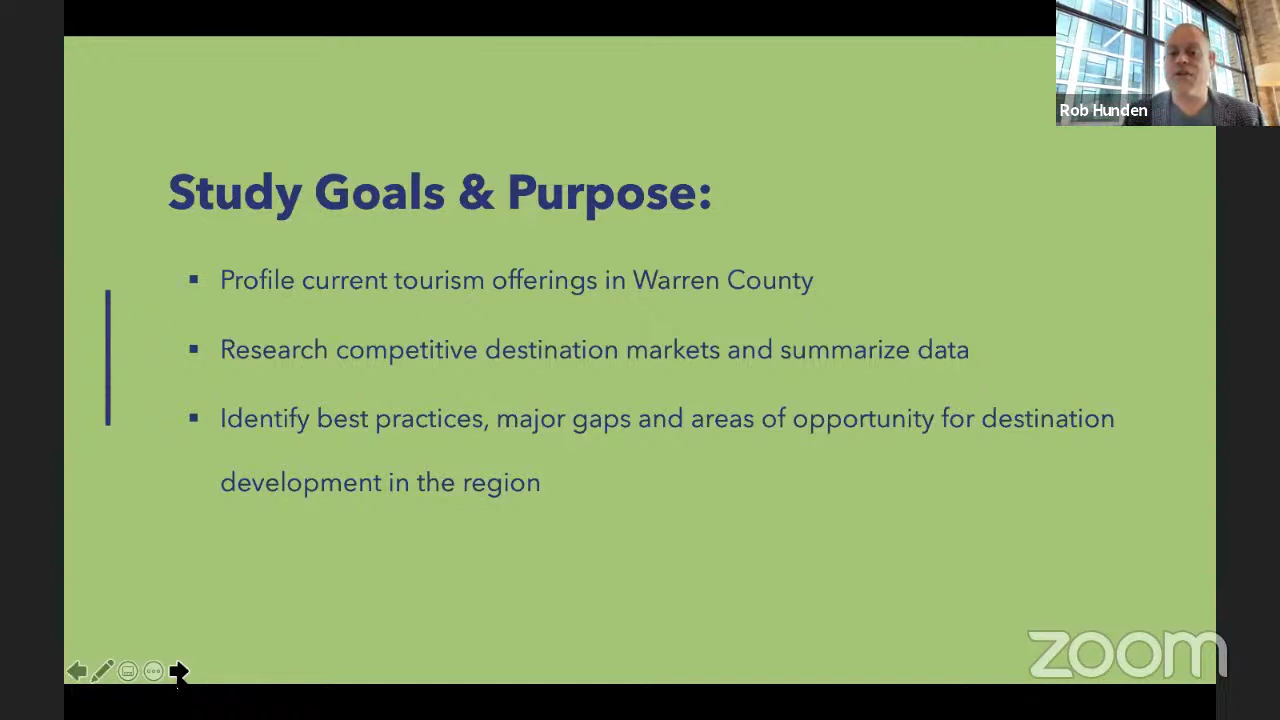 Rob Hunden
Study Goals & Purpose:
▪ Profile current tourism offerings in Warren County
▪ Research competitive destination markets and summarize data
▪ Identify best practices, major gaps and areas of opportunity for destination
development in the region
zoom